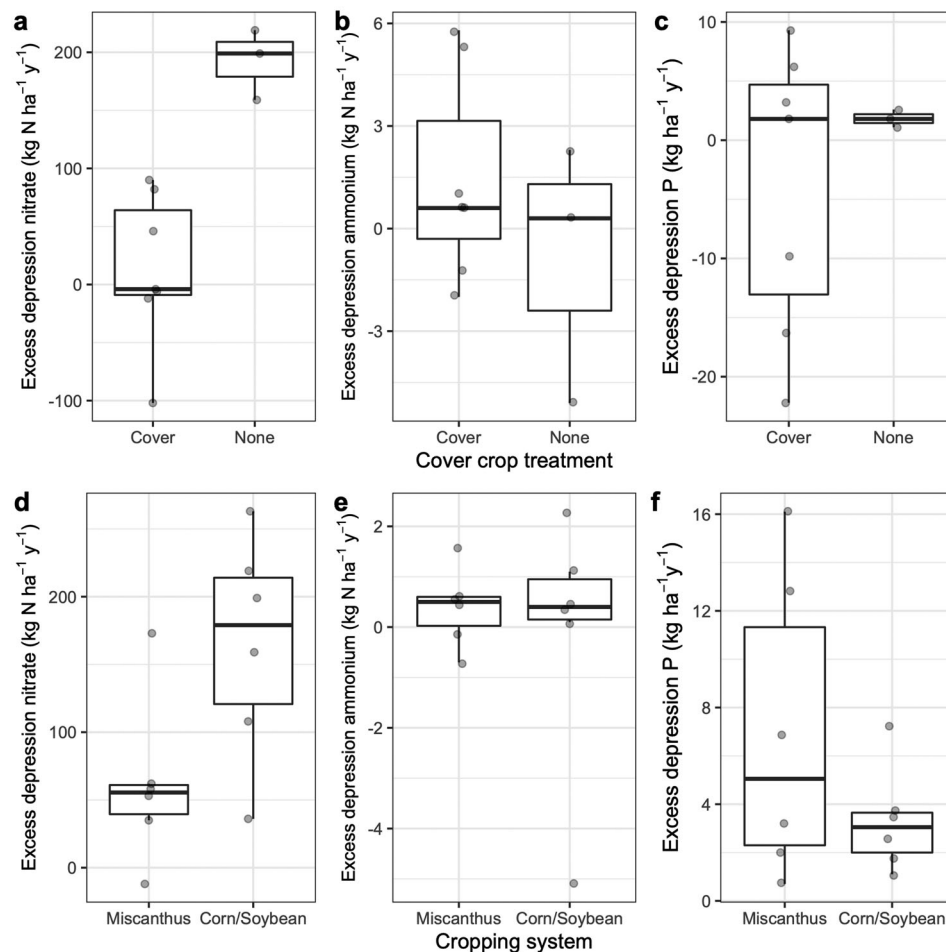 a
Excess depression nitrate (kg N ha⁻¹ y⁻¹)
200
100
0
-100
Cover
None
b
Excess depression ammonium (kg N ha⁻¹ y⁻¹)
6
3
0
-3
Cover
None
Cover crop treatment
c
Excess depression P (kg ha⁻¹ y⁻¹)
10
0
-10
-20
Cover
None
d
Excess depression nitrate (kg N ha⁻¹ y⁻¹)
200
100
0
Miscanthus
Corn/Soybean
e
Excess depression ammonium (kg N ha⁻¹ y⁻¹)
2
0
-2
-4
Miscanthus
Corn/Soybean
Cropping system
f
Excess depression P (kg ha⁻¹y⁻¹)
16
12
8
4
0
Miscanthus
Corn/Soybean